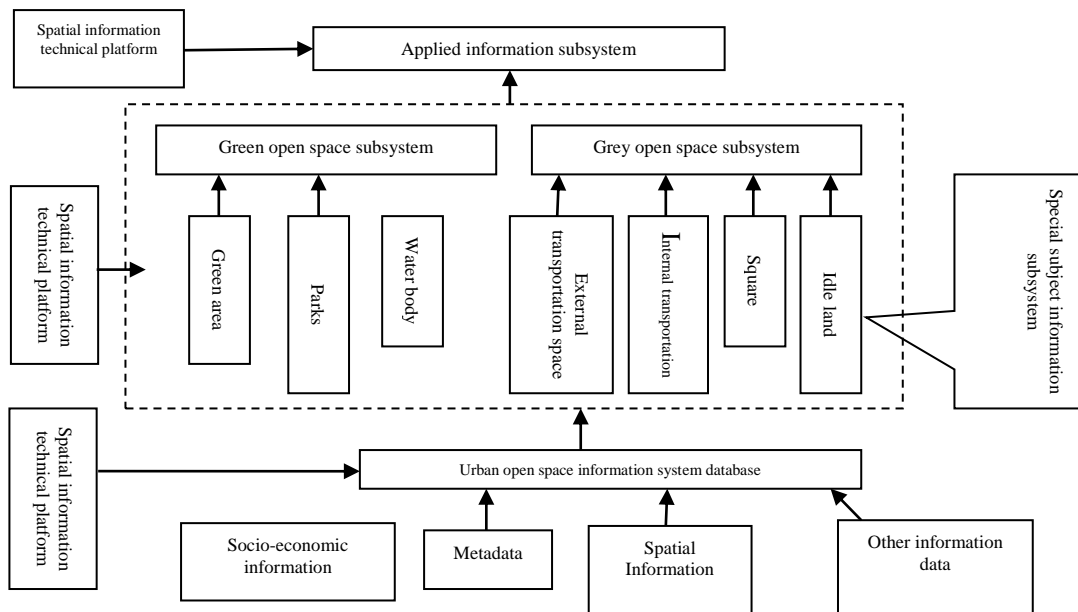 Spatial information
technical platform
Applied information subsystem
Green open space subsystem
Grey open space subsystem
Spatial information
technical platform
Green area
Parks
Water body
External
transportation space
Internal transportation
Square
Idle land
Special subject information
subsystem
Spatial information
technical platform
Urban open space information system database
Socio-economic
information
Metadata
Spatial
Information
Other information
data